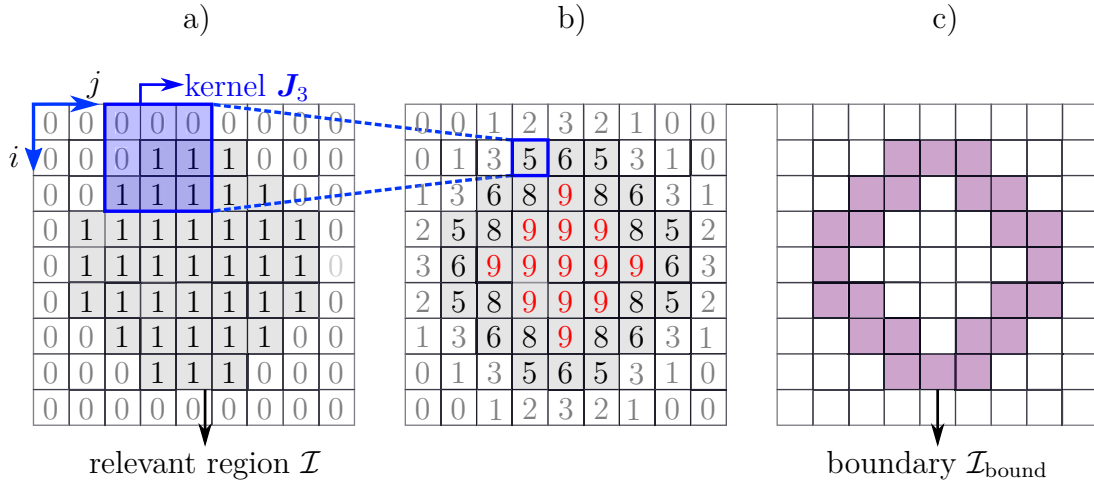 a)
j
kernel J₃
i
0 0 0 0 0 0 0 0 0
0 0 0 1 1 1 0 0 0
0 0 1 1 1 1 1 0 0
0 1 1 1 1 1 1 1 0
0 1 1 1 1 1 1 1 0
0 1 1 1 1 1 1 1 0
0 0 1 1 1 1 1 0 0
0 0 0 1 1 1 0 0 0
0 0 0 0 0 0 0 0 0
relevant region ℐ
b)
0 0 1 2 3 2 1 0 0
0 1 3 5 6 5 3 1 0
1 3 6 8 9 8 6 3 1
2 5 8 9 9 9 8 5 2
3 6 9 9 9 9 9 6 3
2 5 8 9 9 9 8 5 2
1 3 6 8 9 8 6 3 1
0 1 3 5 6 5 3 1 0
0 0 1 2 3 2 1 0 0
c)
boundary ℐbound